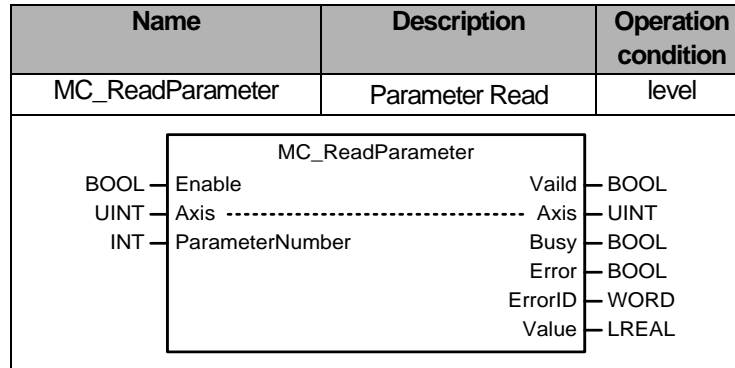 Name Description Operation condition
MC_ReadParameter Parameter Read level
MC_ReadParameter
BOOL Enable Vaild BOOL
UINT Axis Axis UINT
INT ParameterNumber Busy BOOL
Error BOOL
ErrorID WORD
Value LREAL